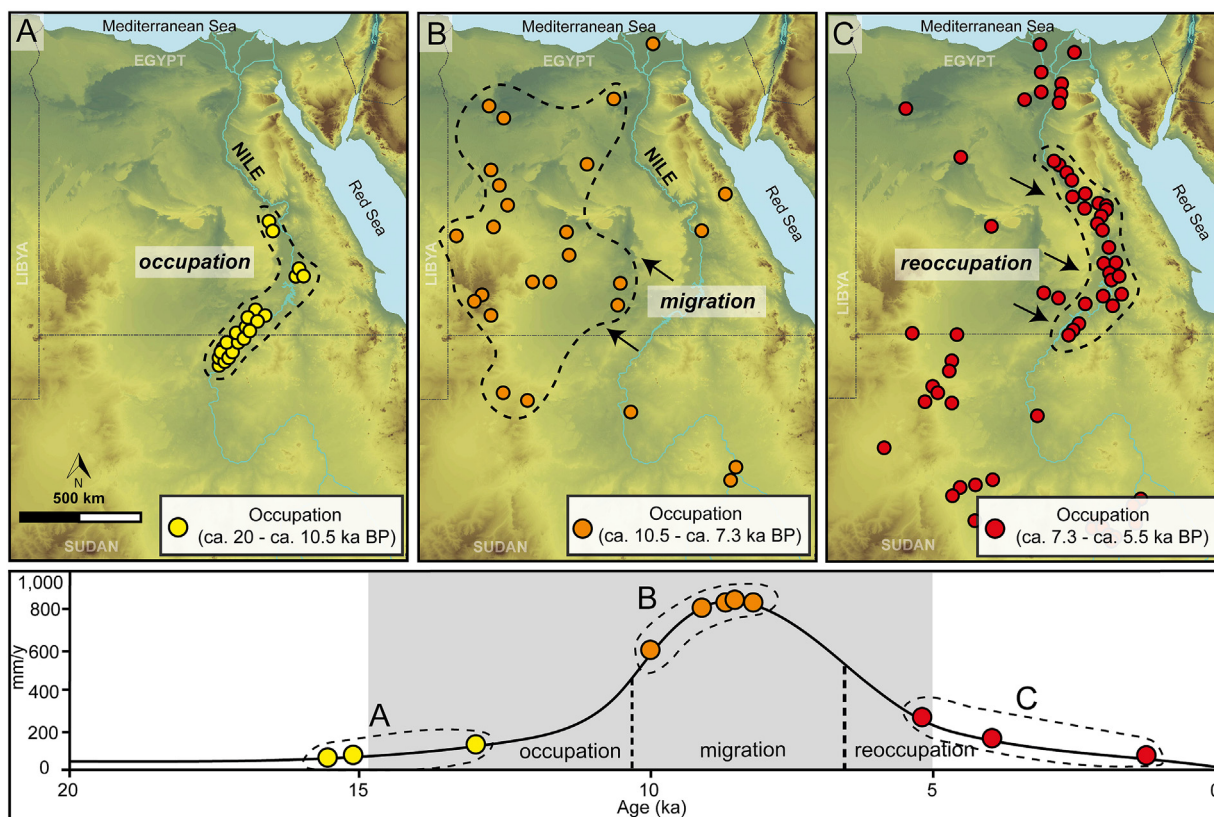 A
Mediterranean Sea
EGYPT
NILE
Red Sea
LIBYA
occupation
N
500 km
SUDAN
Occupation
(ca. 20 - ca. 10.5 ka BP)
B
Mediterranean Sea
NILE
Red Sea
LIBYA
migration
Occupation
(ca. 10.5 - ca. 7.3 ka BP)
C
Mediterranean Sea
EGYPT
Red Sea
LIBYA
reoccupation
SUDAN
Occupation
(ca. 7.3 - ca. 5.5 ka BP)
1,000
800
600
400
200
0
mm/y
A
B
C
occupation
migration
reoccupation
20
15
10
5
0
Age (ka)